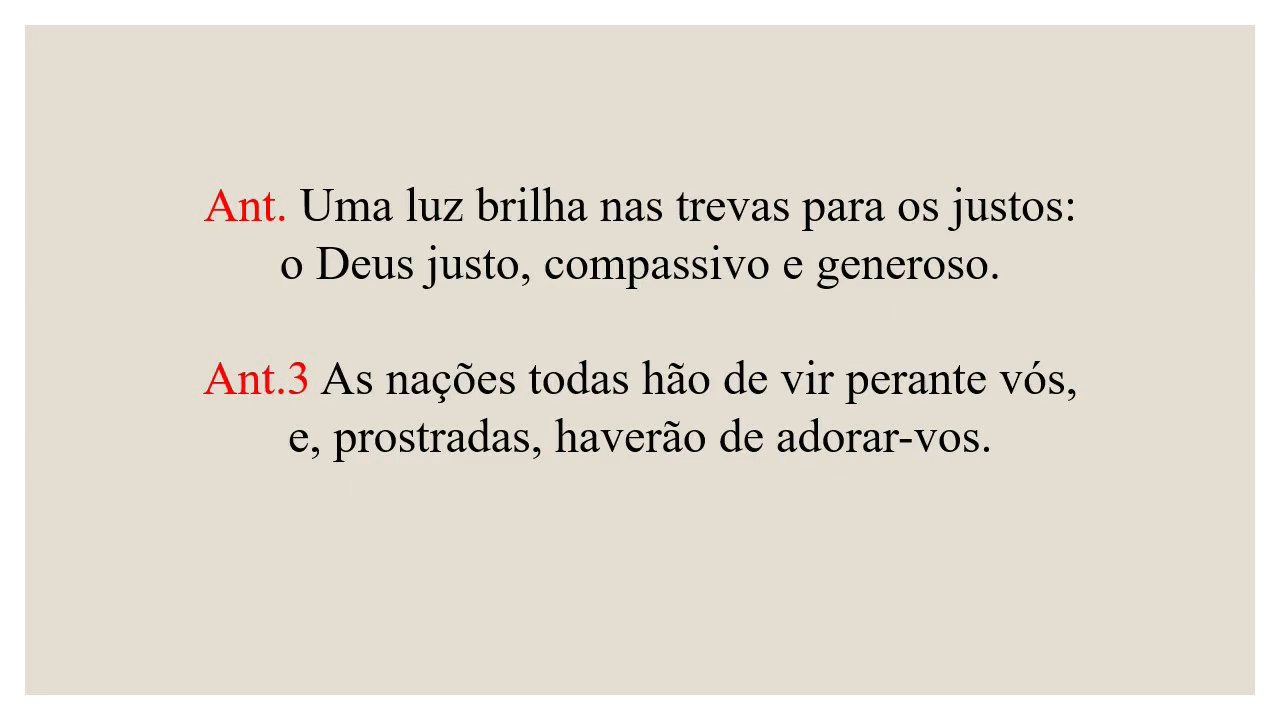 Ant. Uma luz brilha nas trevas para os justos:
o Deus justo, compassivo e generoso.
Ant.3 As nações todas hão de vir perante vós,
e, prostradas, haverão de adorar-vos.